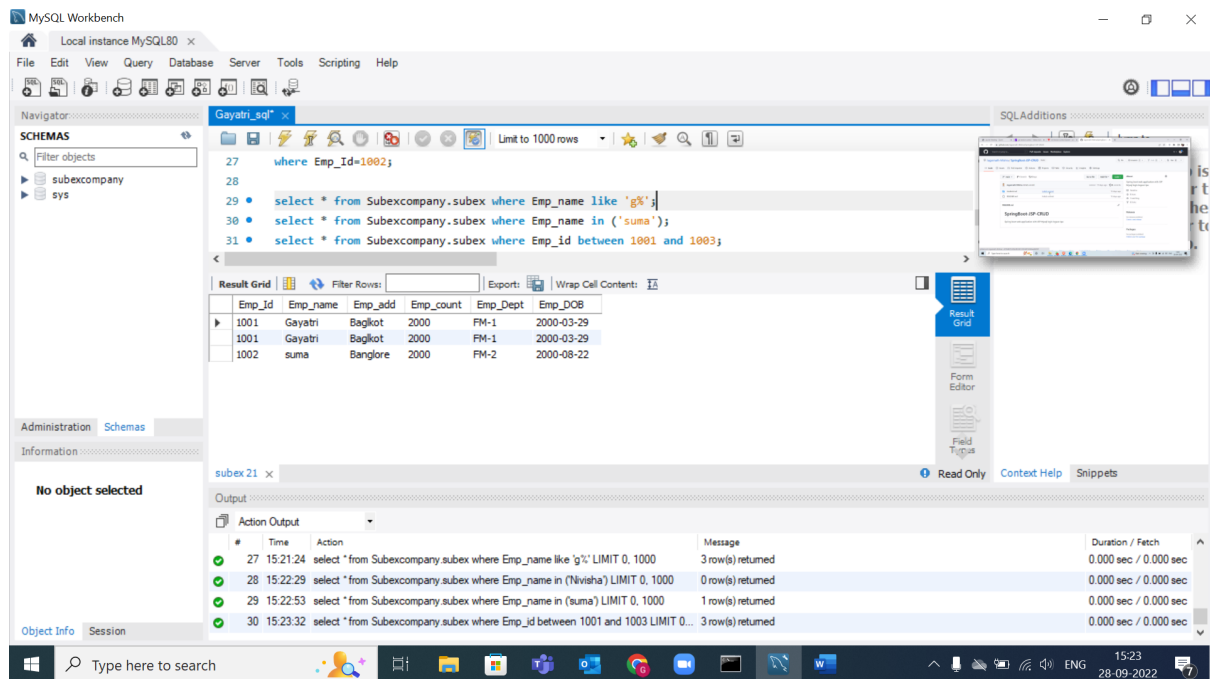 MySQL Workbench
Local instance MySQL80
File Edit View Query Database Server Tools Scripting Help
Navigator
SCHEMAS
Filter objects
subexcompany
sys
Administration Schemas
Information
No object selected
Object Info Session
Gayatri_sql*
Limit to 1000 rows
27 where Emp_Id=1002;
28
29 select * from Subexcompany.subex where Emp_name like 'g%';
30 select * from Subexcompany.subex where Emp_name in ('suma');
31 select * from Subexcompany.subex where Emp_id between 1001 and 1003;
Result Grid Filter Rows: Export: Wrap Cell Content:
Emp_Id Emp_name Emp_add Emp_count Emp_Dept Emp_DOB
1001 Gayatri Baglkot 2000 FM-1 2000-03-29
1001 Gayatri Baglkot 2000 FM-1 2000-03-29
1002 suma Banglore 2000 FM-2 2000-08-22
Result
Grid
Form
Editor
Field
Types
subex 21
Read Only
SQLAdditions
SpringBoot-JSP-CRUD
Context Help Snippets
Output
Action Output
# Time Action Message Duration / Fetch
27 15:21:24 select * from Subexcompany.subex where Emp_name like 'g%' LIMIT 0, 1000 3 row(s) returned 0.000 sec / 0.000 sec
28 15:22:29 select * from Subexcompany.subex where Emp_name in ('Nivisha') LIMIT 0, 1000 0 row(s) returned 0.000 sec / 0.000 sec
29 15:22:53 select * from Subexcompany.subex where Emp_name in ('suma') LIMIT 0, 1000 1 row(s) returned 0.000 sec / 0.000 sec
30 15:23:32 select * from Subexcompany.subex where Emp_id between 1001 and 1003 LIMIT 0... 3 row(s) returned 0.000 sec / 0.000 sec
Type here to search
ENG
15:23
28-09-2022
7